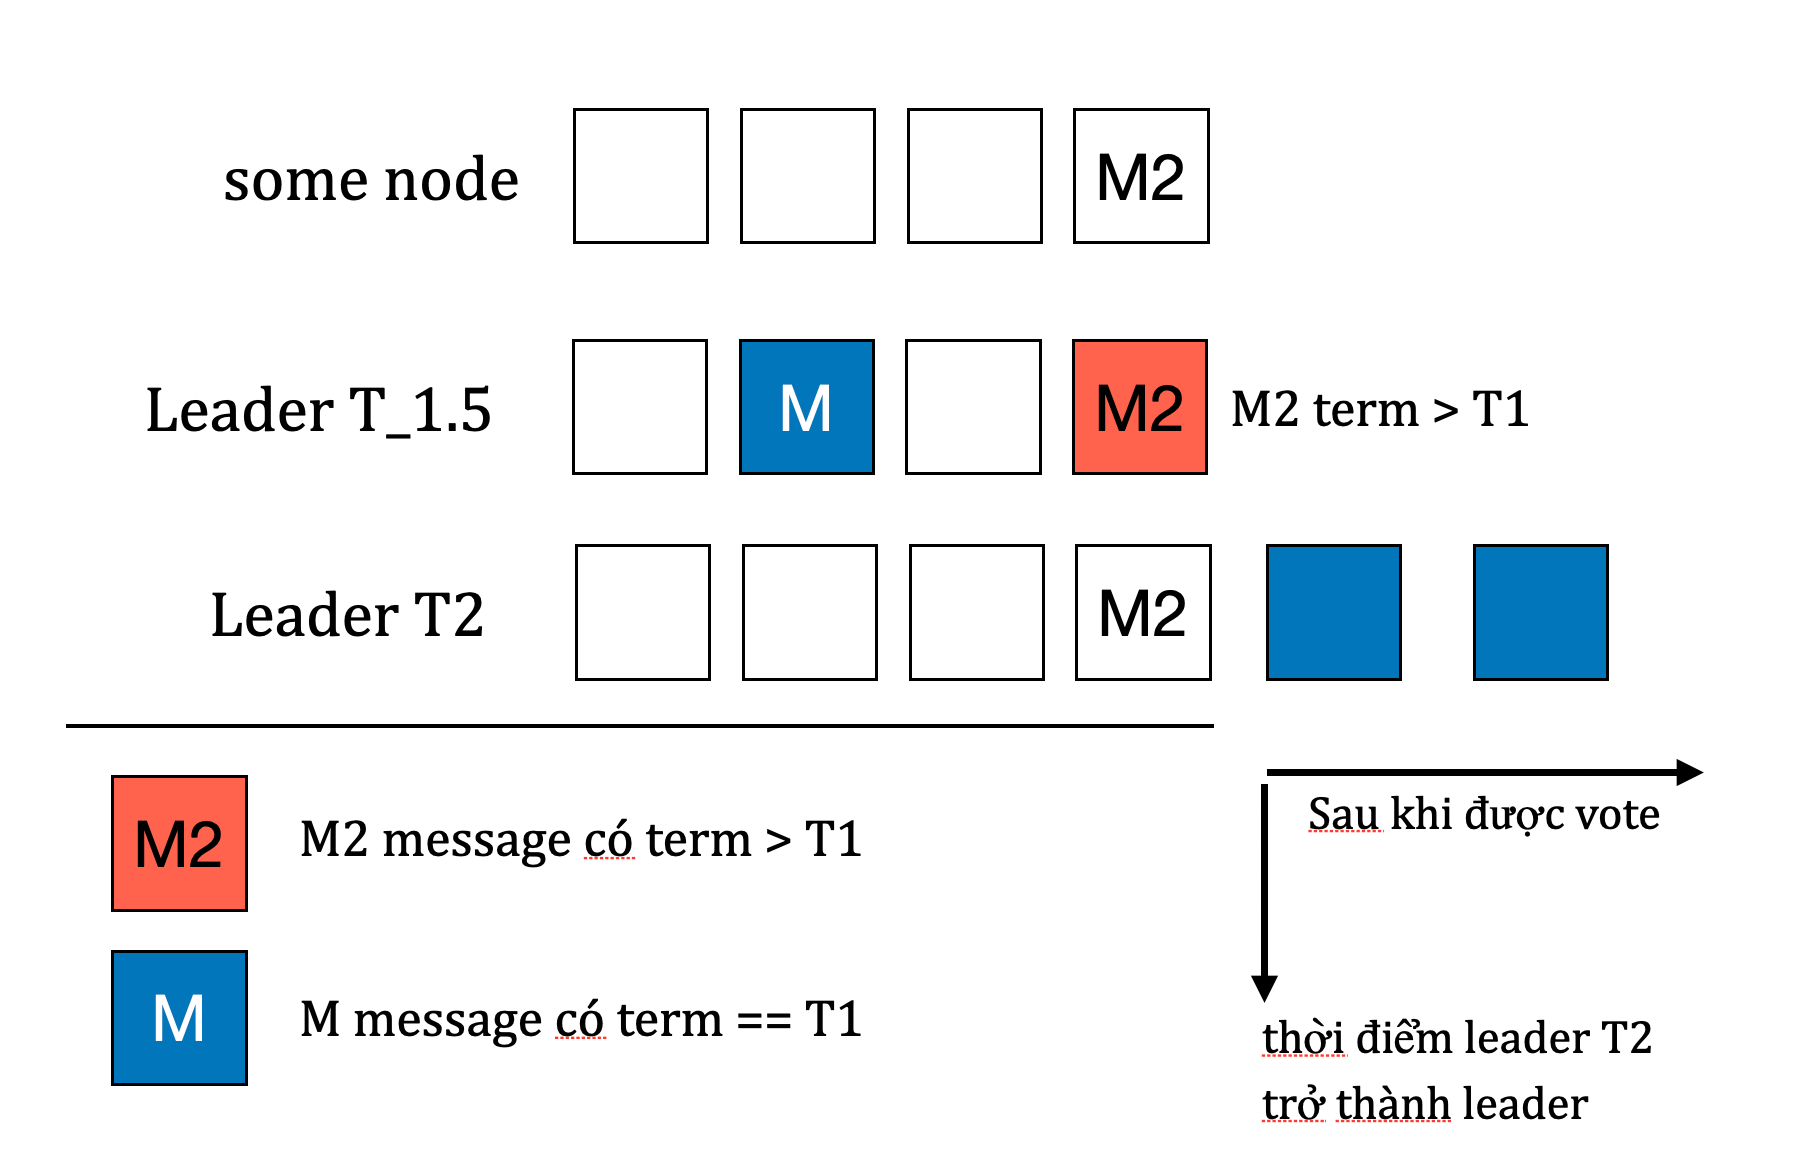 some node
M2
Leader T_1.5
M
M2
M2 term > T1
Leader T2
M2
M2
M2 message có term > T1
M
M message có term == T1
Sau khi được vote
thời điểm leader T2
trở thành leader